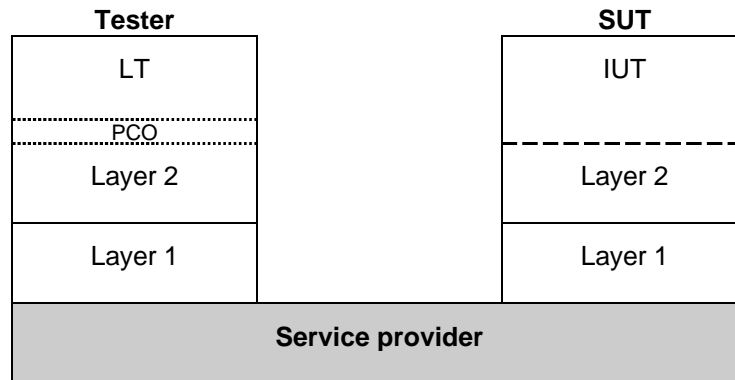 Tester
SUT
LT
IUT
PCO
Layer 2
Layer 2
Layer 1
Layer 1
Service provider